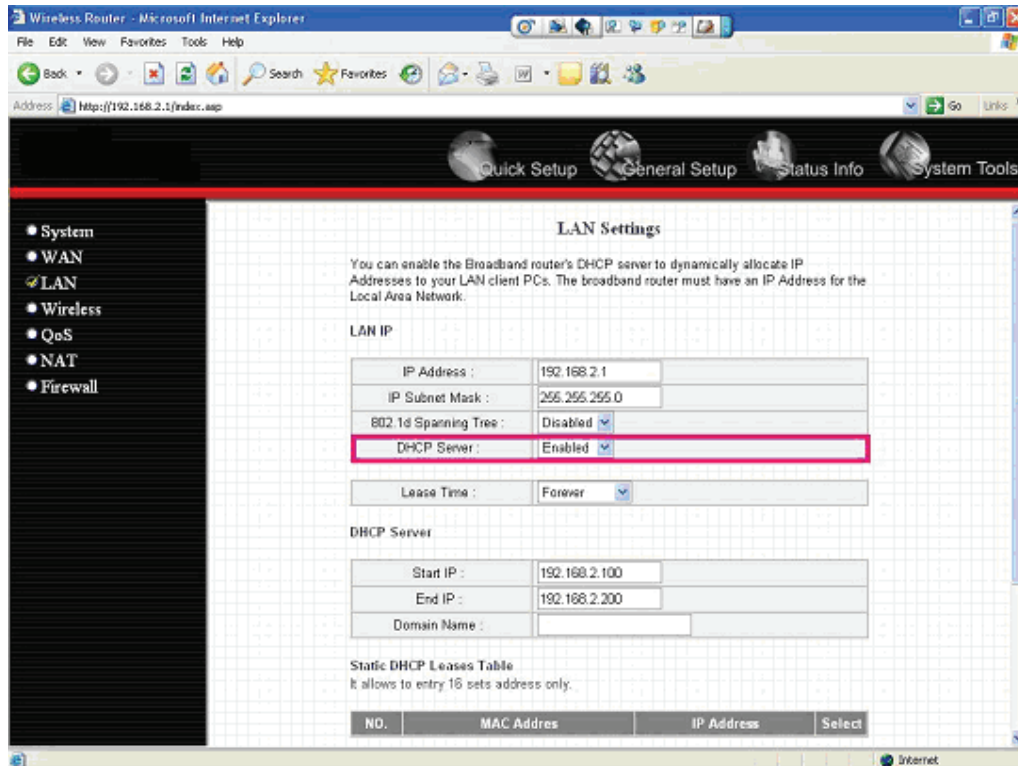 Wireless Router - Microsoft Internet Explorer
File Edit View Favorites Tools Help
Back Search Favorites
Address http://192.168.2.1/index.asp Go Links
Quick Setup General Setup Status Info System Tools
System
WAN
LAN
Wireless
QoS
NAT
Firewall
LAN Settings
You can enable the Broadband router's DHCP server to dynamically allocate IP
Addresses to your LAN client PCs. The broadband router must have an IP Address for the
Local Area Network.
LAN IP
IP Address : 192.168.2.1
IP Subnet Mask : 255.255.255.0
802.1d Spanning Tree : Disabled
DHCP Server : Enabled
Lease Time : Forever
DHCP Server
Start IP : 192.168.2.100
End IP : 192.168.2.200
Domain Name :
Static DHCP Leases Table
It allows to entry 16 sets address only.
NO. MAC Addres IP Address Select
Internet